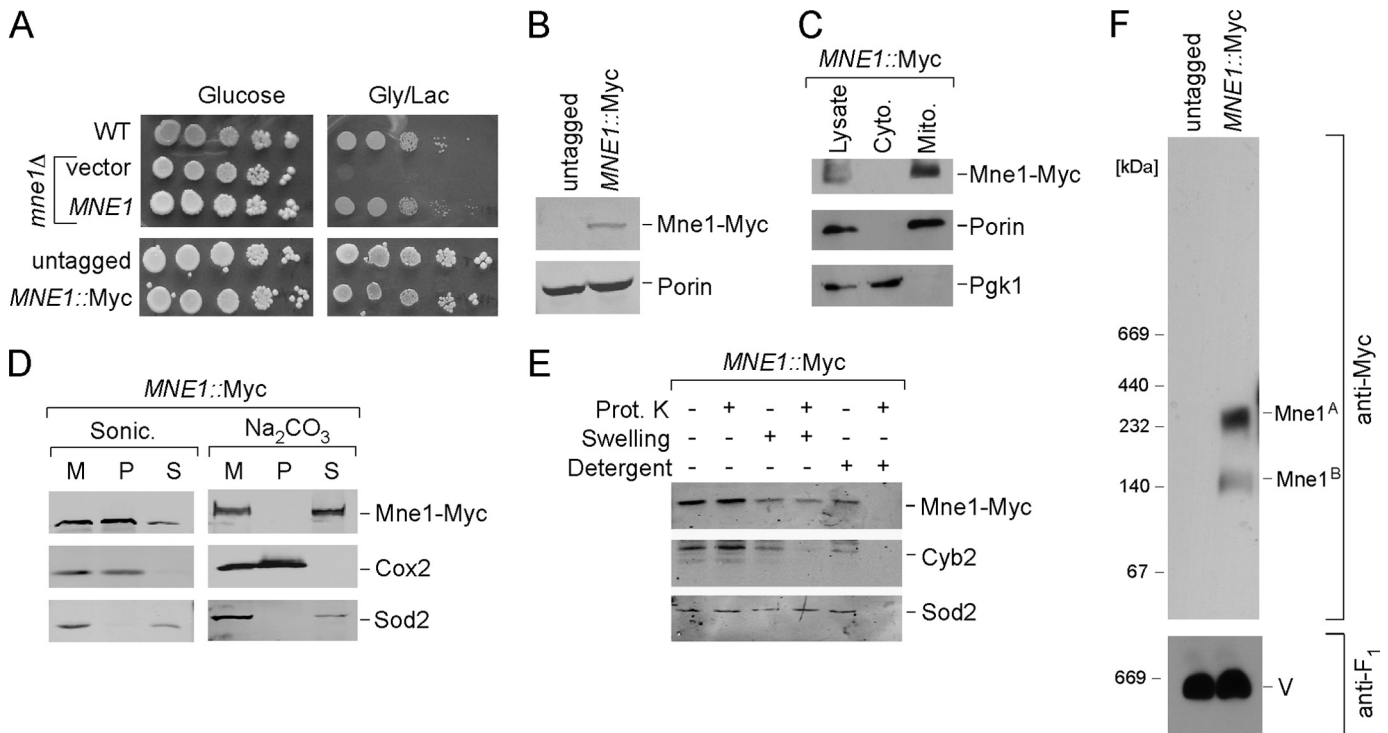 A
Glucose Gly/Lac
WT
mne1Δ
vector
MNE1
untagged
MNE1::Myc
B
untagged
MNE1::Myc
Mne1-Myc
Porin
C
MNE1::Myc
Lysate
Cyto.
Mito.
Mne1-Myc
Porin
Pgk1
D
MNE1::Myc
Sonic. Na₂CO₃
M P S M P S
Mne1-Myc
Cox2
Sod2
E
MNE1::Myc
Prot. K - + - + - +
Swelling - - + + - -
Detergent - - - - + +
Mne1-Myc
Cyb2
Sod2
F
untagged
MNE1::Myc
[kDa]
669
440
232
140
67
Mne1ᴬ
Mne1ᴮ
anti-Myc
669
V
anti-F₁